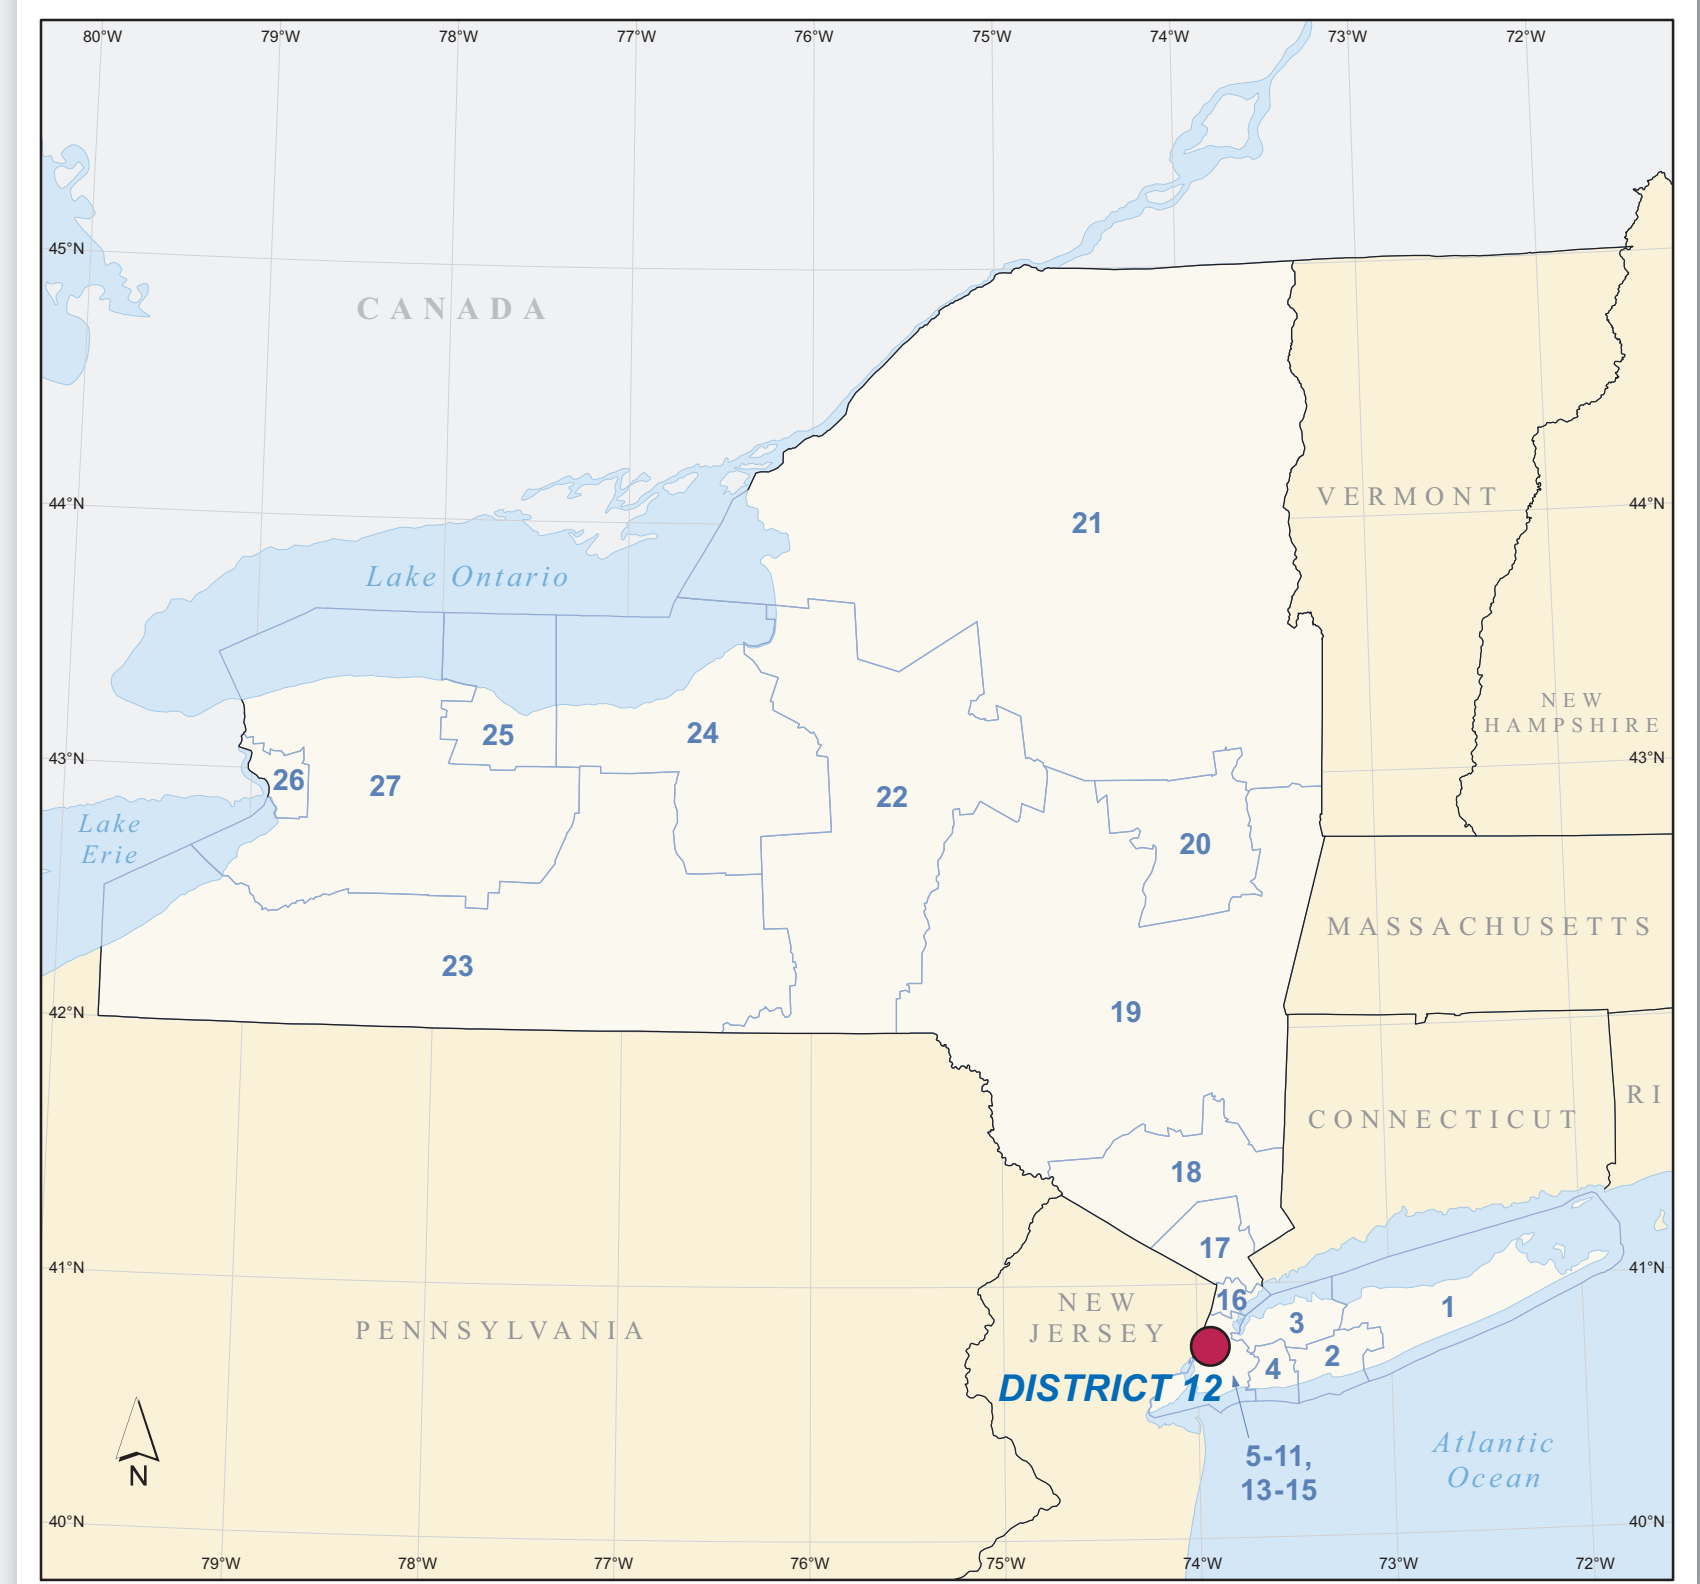 80°W 79°W 78°W 77°W 76°W 75°W 74°W 73°W 72°W
45°N
CANADA
44°N
VERMONT
44°N
21
Lake Ontario
NEW
HAMPSHIRE
25
24
43°N
43°N
26
27
22
Lake
Erie
20
MASSACHUSETTS
23
42°N
19
RI
CONNECTICUT
18
17
41°N
41°N
16
NEW
JERSEY
1
3
PENNSYLVANIA
2
4
DISTRICT 12
Atlantic
Ocean
5-11,
13-15
N
40°N
40°N
79°W 78°W 77°W 76°W 75°W 74°W 73°W 72°W